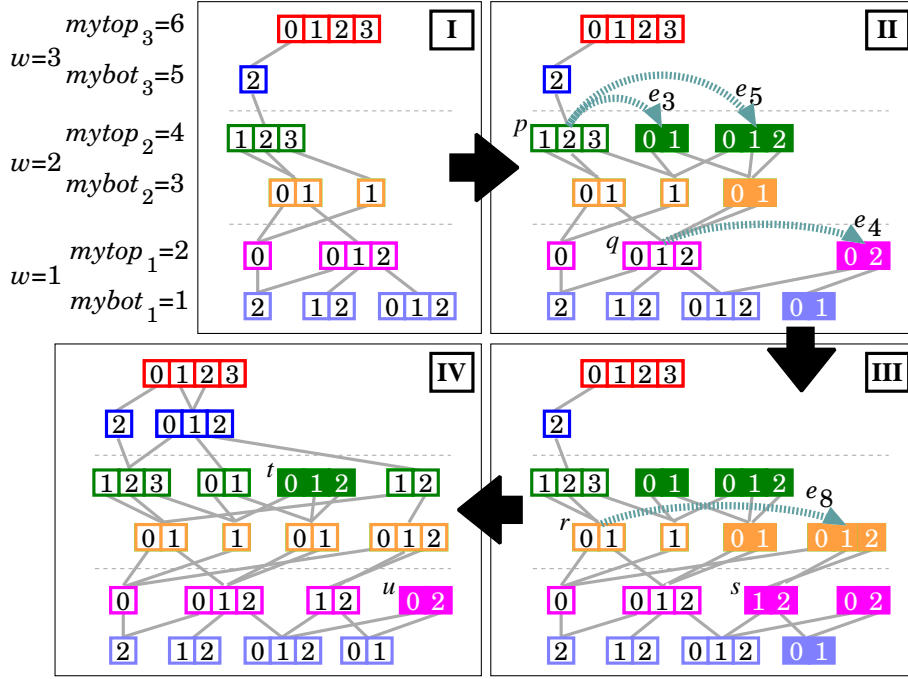 mytop₃=6
0 1 2 3
I
w=3
mybot₃=5
2
mytop₂=4
1 2 3
w=2
mybot₂=3
0 1
1
mytop₁=2
0
0 1 2
w=1
mybot₁=1
2
1 2
0 1 2
0 1 2 3
II
2
e₃
e₅
p
1 2 3
0 1
0 1 2
0 1
1
0 1
e₄
q
0
0 1 2
0 2
2
1 2
0 1 2
0 1
0 1 2 3
IV
2
0 1 2
t
1 2 3
0 1
0 1 2
1 2
0 1
1
0 1
0 1 2
u
0
0 1 2
1 2
0 2
2
1 2
0 1 2
0 1
0 1 2 3
III
2
1 2 3
0 1
0 1 2
e₈
r
0 1
1
0 1
0 1 2
s
0
0 1 2
1 2
0 2
2
1 2
0 1 2
0 1